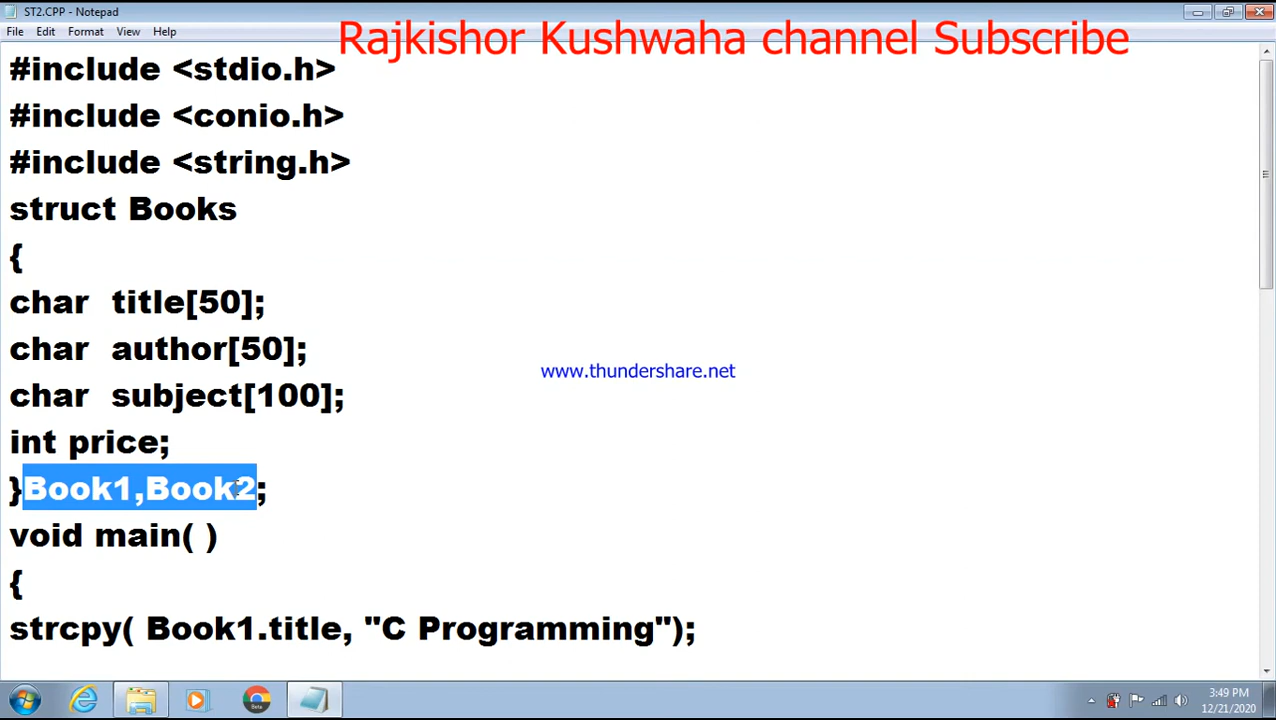 ST2.CPP - Notepad
Rajkishor Kushwaha channel Subscribe
File Edit Format View Help
#include <stdio.h>
#include <conio.h>
#include <string.h>
struct Books
{
char  title[50];
char  author[50];
char  subject[100];
www.thundershare.net
int price;
}Book1,Book2;
void main( )
{
strcpy( Book1.title, "C Programming");
3:49 PM
12/21/2020